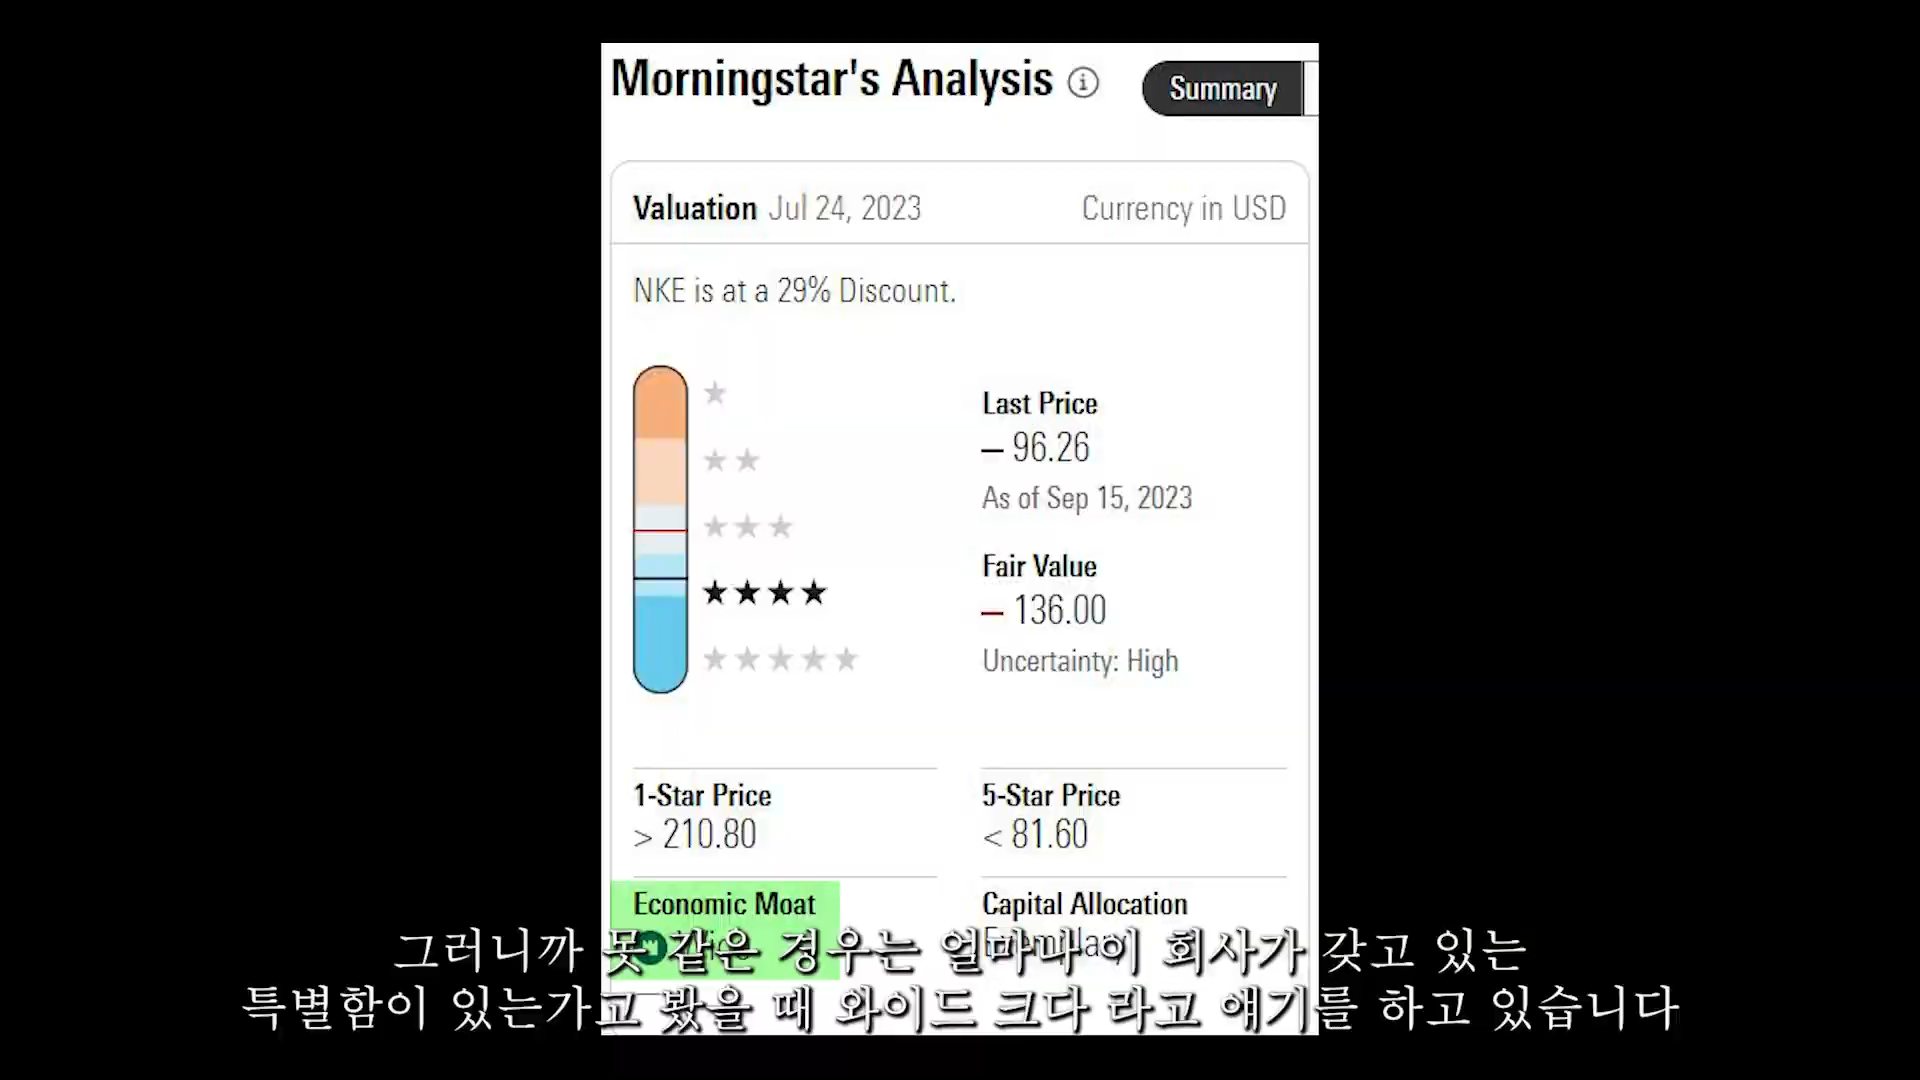 Morningstar's Analysis
Summary
Valuation Jul 24, 2023
Currency in USD
NKE is at a 29% Discount.
Last Price
96.26
As of Sep 15, 2023
Fair Value
136.00
Uncertainty: High
1-Star Price
> 210.80
5-Star Price
< 81.60
Economic Moat
Capital Allocation
그러니까 못 같은 경우는 얼마나 이 회사가 갖고 있는
특별함이 있는가고 봤을 때 와이드 크다 라고 얘기를 하고 있습니다